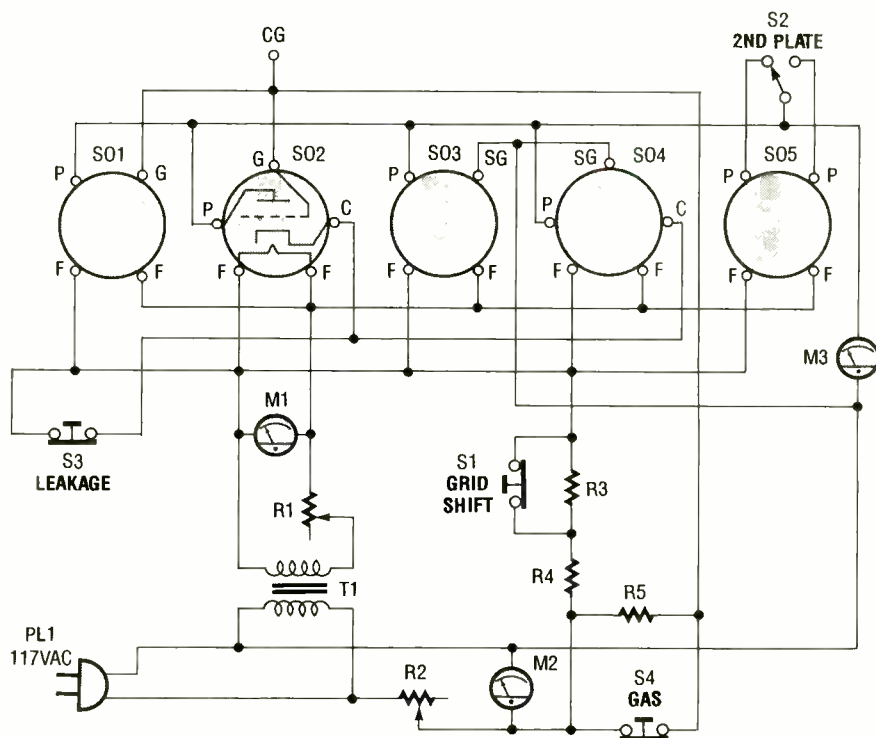 CG
S2
2ND PLATE
SO1
P
G
F
F
SO2
G
P
C
F
F
SO3
P
SG
F
F
SO4
SG
P
C
F
F
SO5
P
P
F
F
M3
S3
LEAKAGE
M1
R1
T1
S1
GRID
SHIFT
R3
R4
R5
PL1
117VAC
R2
M2
S4
GAS